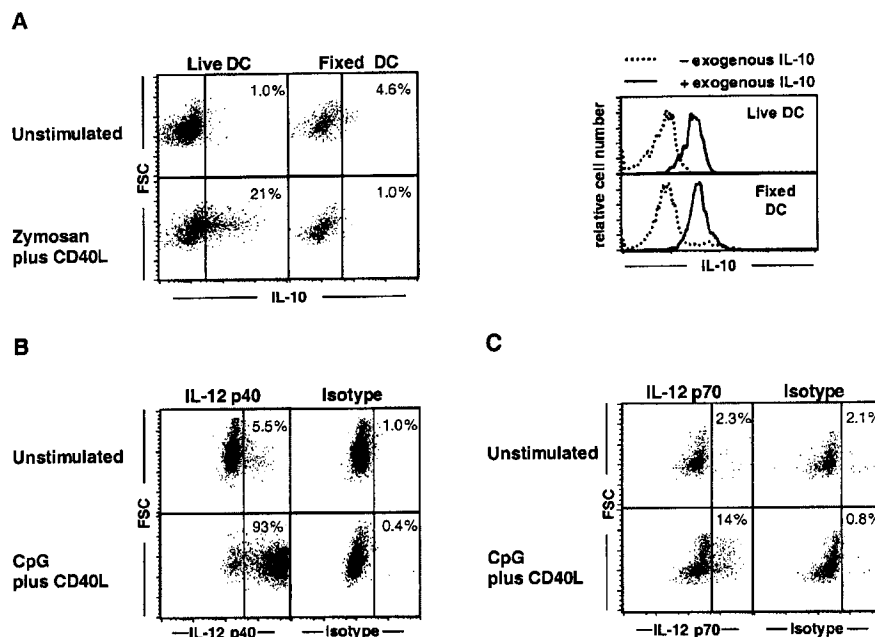 A
Live DC Fixed DC
Unstimulated
1.0% 4.6%
FSC
Zymosan
plus CD40L
21% 1.0%
IL-10
– exogenous IL-10
+ exogenous IL-10
relative cell number
Live DC
Fixed
DC
IL-10
B
IL-12 p40 Isotype
Unstimulated
5.5% 1.0%
FSC
CpG
plus CD40L
93% 0.4%
IL-12 p40 Isotype
C
IL-12 p70 Isotype
Unstimulated
2.3% 2.1%
FSC
CpG
plus CD40L
14% 0.8%
IL-12 p70 Isotype